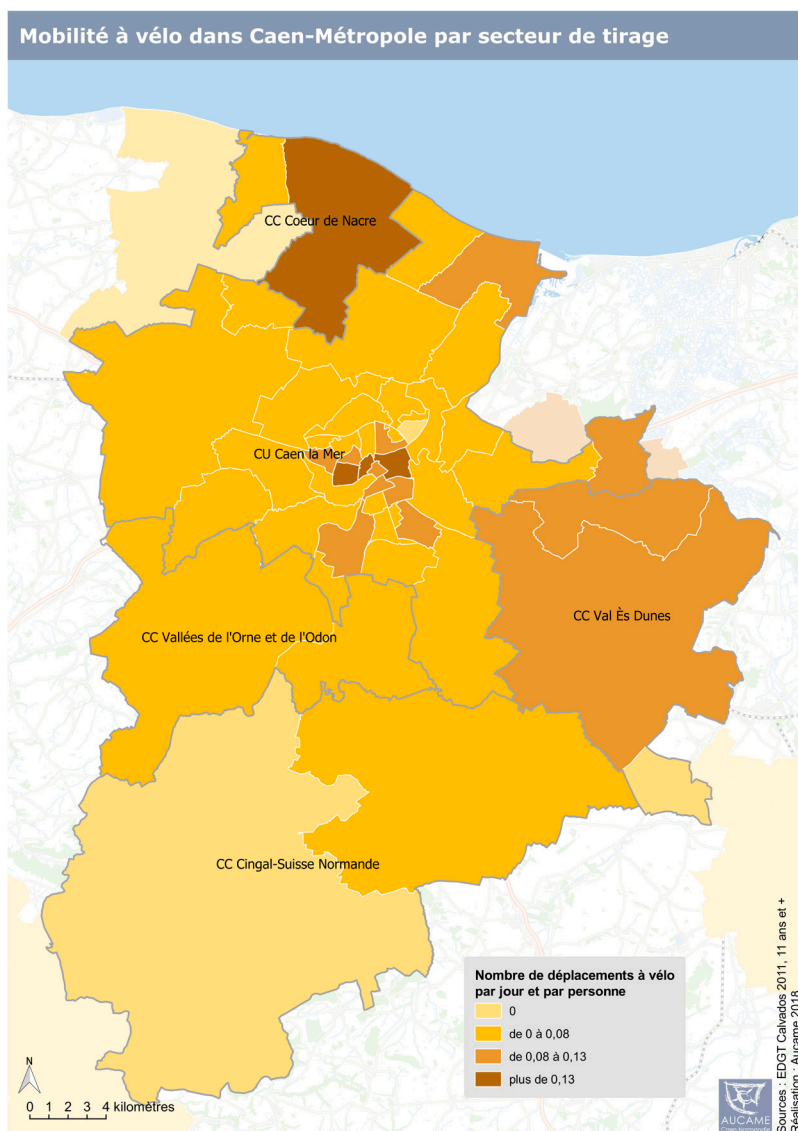 Mobilité à vélo dans Caen-Métropole par secteur de tirage
CC Coeur de Nacre
CU Caen la Mer
CC Val Ès Dunes
CC Vallées de l'Orne et de l'Odon
CC Cingal-Suisse Normande
Nombre de déplacements à vélo
par jour et par personne
0
de 0 à 0,08
de 0,08 à 0,13
plus de 0,13
N
0 1 2 3 4 kilomètres
AUCAME
Caen Normandie
Sources : EDGT Calvados 2011, 11 ans et +
Réalisation : Aucame 2018